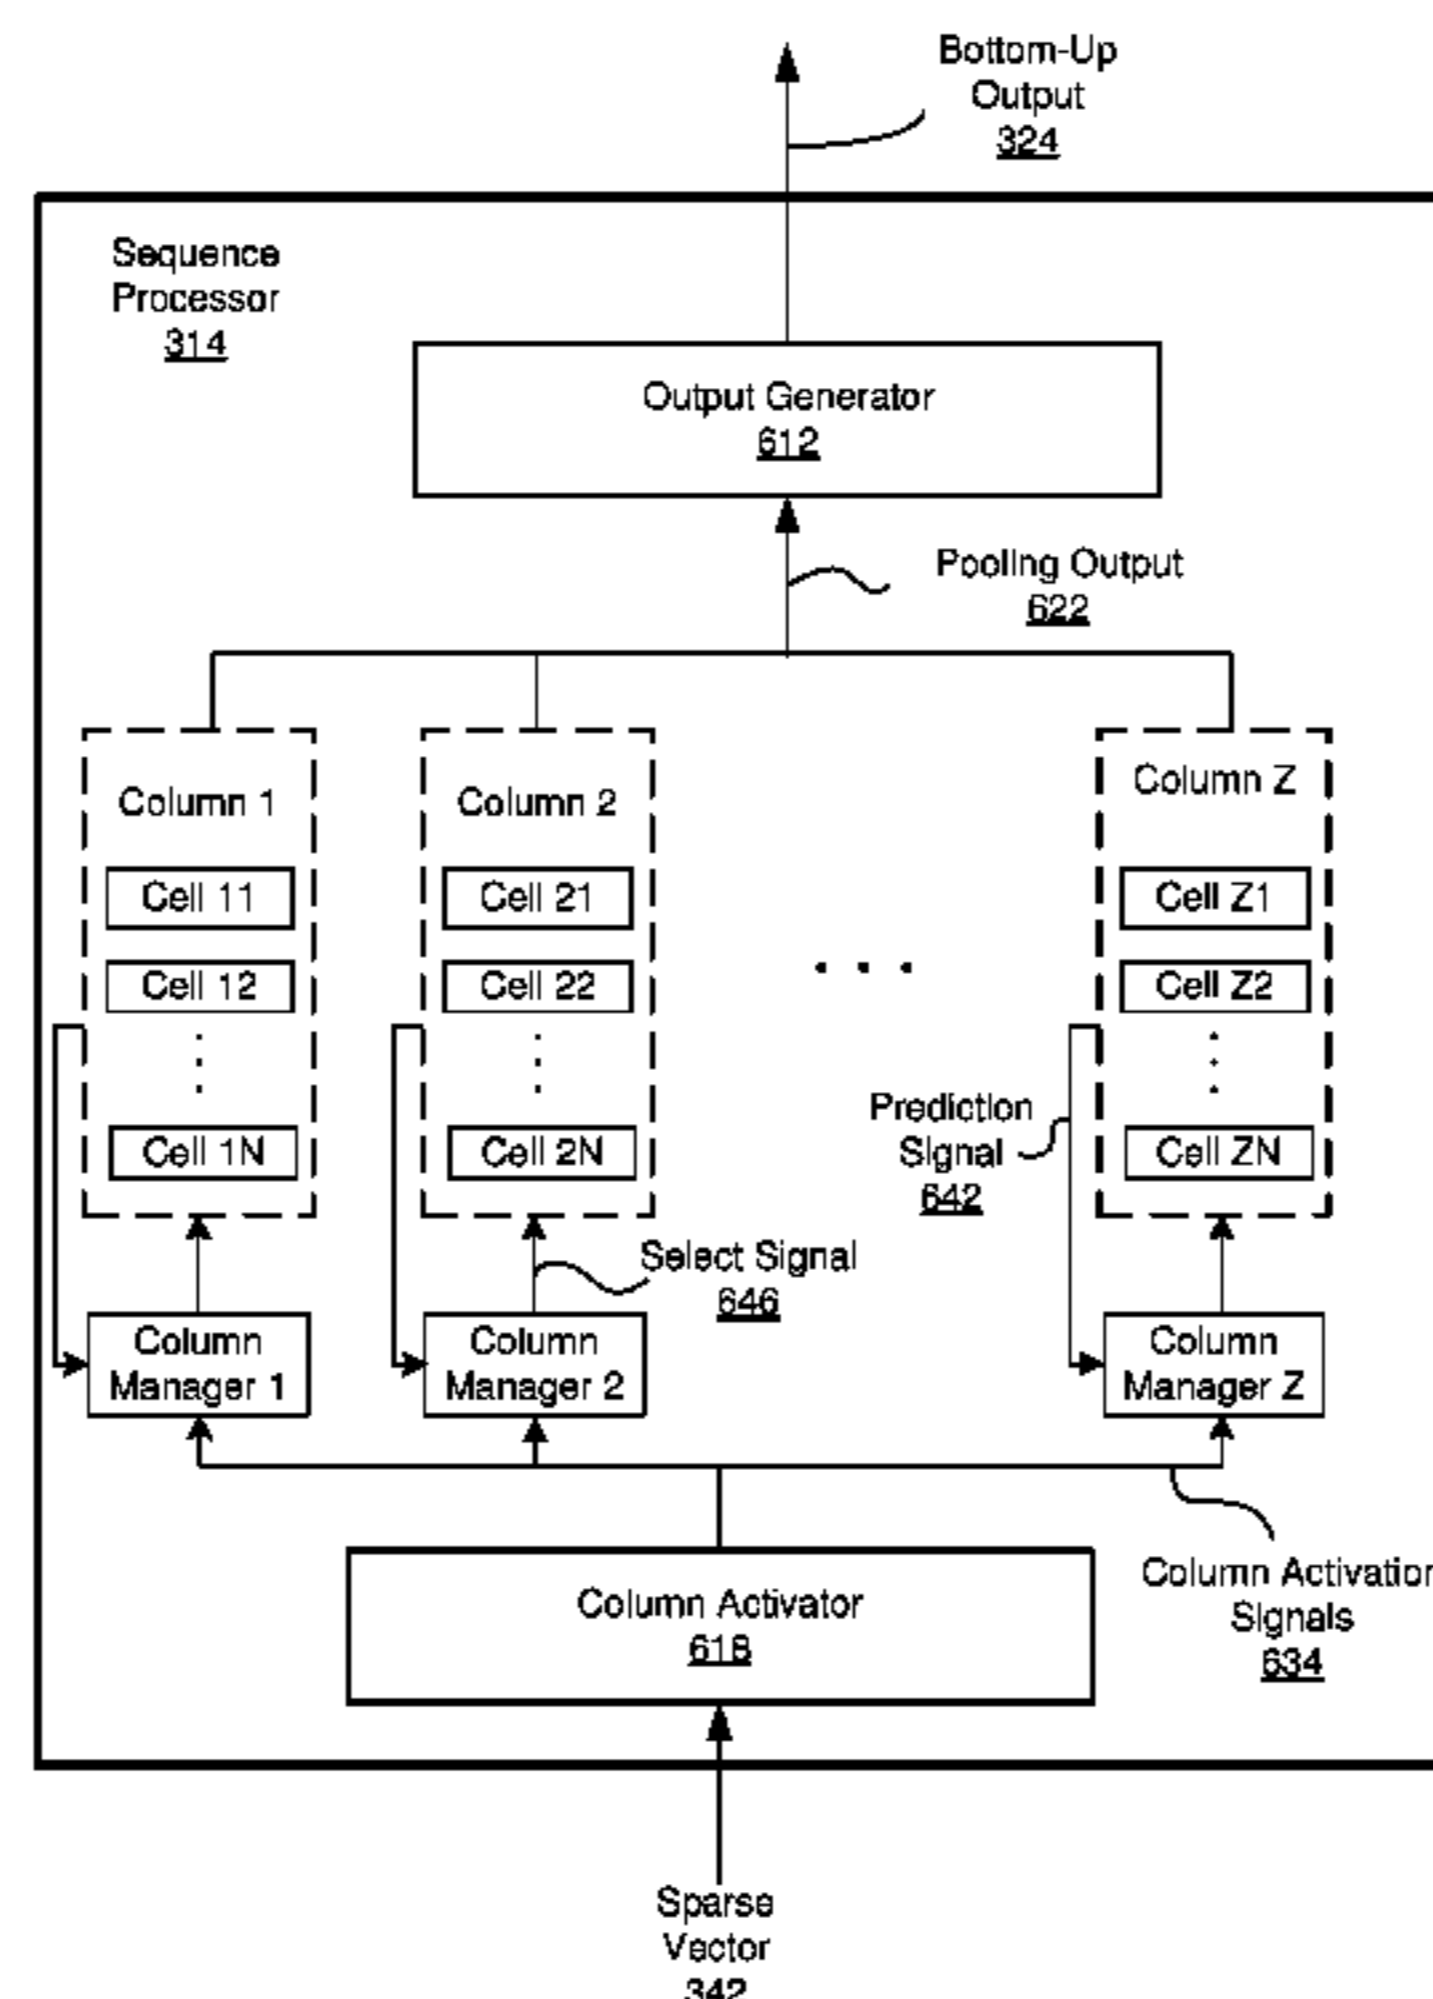 Bottom-Up
Output
324
Sequence
Processor
314
Output Generator
612
Pooling Output
622
Column 1
Cell 11
Cell 12
Cell 1N
Column 2
Cell 21
Cell 22
Cell 2N
Column Z
Cell Z1
Cell Z2
Cell ZN
Prediction
Signal
642
Select Signal
646
Column
Manager 1
Column
Manager 2
Column
Manager Z
Column Activation
Signals
634
Column Activator
618
Sparse
Vector
342